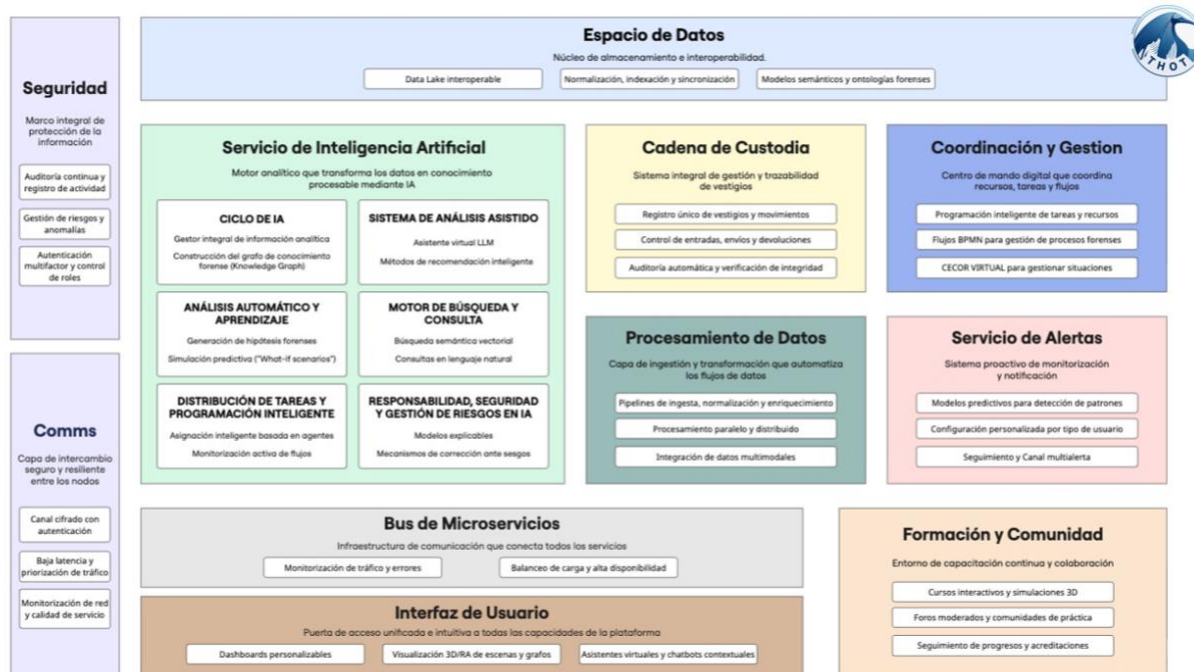 Seguridad
Marco integral de
protección de la
información
Auditoría continua y
registro de actividad
Gestión de riesgos y
anomalías
Autenticación
multifactor y control
de roles
Comms
Capa de intercambio
seguro y resiliente
entre los nodos
Canal cifrado con
autenticación
Baja latencia y
priorización de tráfico
Monitorización de red
y calidad de servicio
Espacio de Datos
Núcleo de almacenamiento e interoperabilidad.
Data Lake interoperable
Normalización, indexación y sincronización
Modelos semánticos y ontologías forenses
THOT
Servicio de Inteligencia Artificial
Motor analítico que transforma los datos en conocimiento
procesable mediante IA
CICLO DE IA
Gestor integral de información analítica
Construcción del grafo de conocimiento
forense (Knowledge Graph)
SISTEMA DE ANÁLISIS ASISTIDO
Asistente virtual LLM
Métodos de recomendación inteligente
ANÁLISIS AUTOMÁTICO Y
APRENDIZAJE
Generación de hipótesis forenses
Simulación predictiva ("What-if scenarios")
MOTOR DE BÚSQUEDA Y
CONSULTA
Búsqueda semántica vectorial
Consultas en lenguaje natural
DISTRIBUCIÓN DE TAREAS Y
PROGRAMACIÓN INTELIGENTE
Asignación inteligente basada en agentes
Monitorización activa de flujos
RESPONSABILIDAD, SEGURIDAD
Y GESTIÓN DE RIESGOS EN IA
Modelos explicables
Mecanismos de corrección ante sesgos
Cadena de Custodia
Sistema integral de gestión y trazabilidad
de vestigios
Registro único de vestigios y movimientos
Control de entradas, envíos y devoluciones
Auditoría automática y verificación de integridad
Coordinación y Gestion
Centro de mando digital que coordina
recursos, tareas y flujos
Programación inteligente de tareas y recursos
Flujos BPMN para gestión de procesos forenses
CECOR VIRTUAL para gestionar situaciones
Procesamiento de Datos
Capa de ingestión y transformación que automatiza
los flujos de datos
Pipelines de ingesta, normalización y enriquecimiento
Procesamiento paralelo y distribuido
Integración de datos multimodales
Servicio de Alertas
Sistema proactivo de monitorización
y notificación
Modelos predictivos para detección de patrones
Configuración personalizada por tipo de usuario
Seguimiento y Canal multialerta
Bus de Microservicios
Infraestructura de comunicación que conecta todos los servicios
Monitorización de tráfico y errores
Balanceo de carga y alta disponibilidad
Interfaz de Usuario
Puerta de acceso unificada e intuitiva a todas las capacidades de la plataforma
Dashboards personalizables
Visualización 3D/RA de escenas y grafos
Asistentes virtuales y chatbots contextuales
Formación y Comunidad
Entorno de capacitación continua y colaboración
Cursos interactivos y simulaciones 3D
Foros moderados y comunidades de práctica
Seguimiento de progresos y acreditaciones